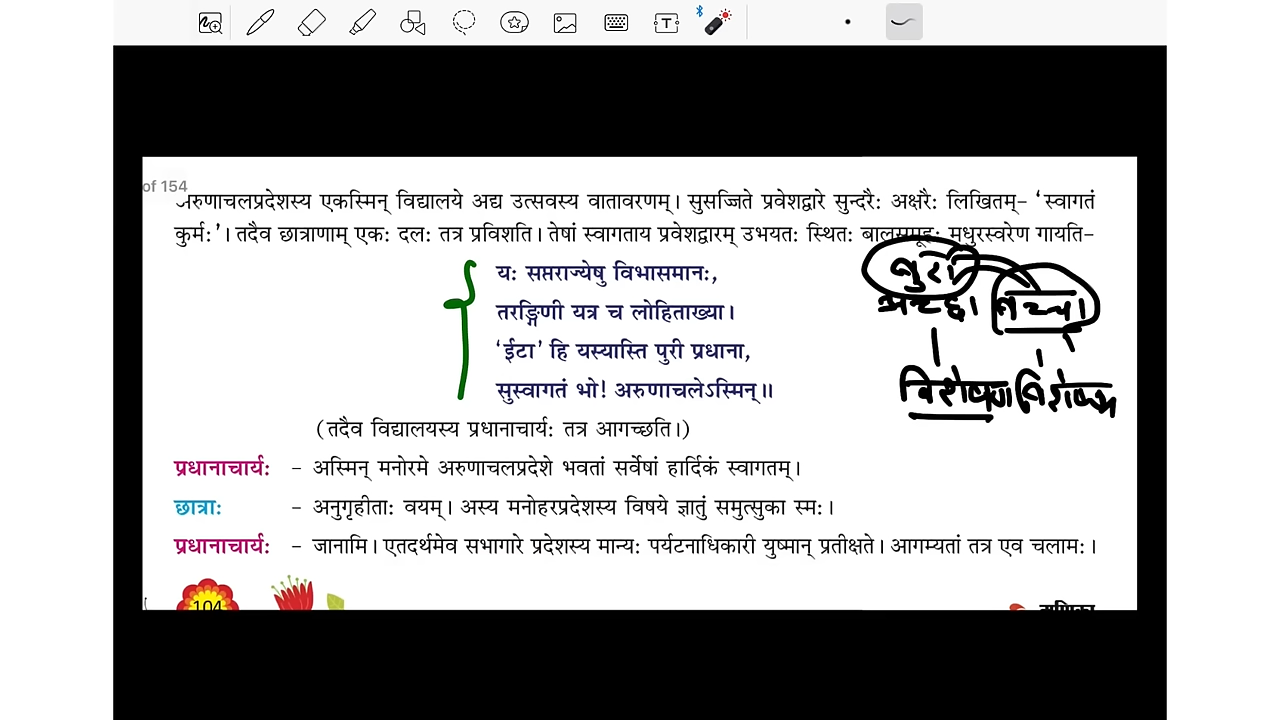 of 154
अरुणाचलप्रदेशस्य एकस्मिन् विद्यालये अद्य उत्सवस्य वातावरणम्। सुसज्जिते प्रवेशद्वारे सुन्दरैः अक्षरैः लिखितम्- ‘स्वागतं
कुर्मः’। तदैव छात्राणाम् एकः दलः तत्र प्रविशति। तेषां स्वागताय प्रवेशद्वारम् उभयतः स्थितः बालसमूहः मधुरस्वरेण गायति-
यः सप्तराज्येषु विभासमानः,
तरङ्गिणी यत्र च लोहिताख्या।
‘ईटा’ हि यस्यास्ति पुरी प्रधाना,
सुस्वागतं भो! अरुणाचलेऽस्मिन्॥
बुरा
अच्छा बच्चा
विशेषण विशेष्य
(तदैव विद्यालयस्य प्रधानाचार्यः तत्र आगच्छति।)
प्रधानाचार्यः - अस्मिन् मनोरमे अरुणाचलप्रदेशे भवतां सर्वेषां हार्दिकं स्वागतम्।
छात्राः - अनुगृहीताः वयम्। अस्य मनोहरप्रदेशस्य विषये ज्ञातुं समुत्सुका स्मः।
प्रधानाचार्यः - जानामि। एतदर्थमेव सभागारे प्रदेशस्य मान्यः पर्यटनाधिकारी युष्मान् प्रतीक्षते। आगम्यतां तत्र एव चलामः।
104